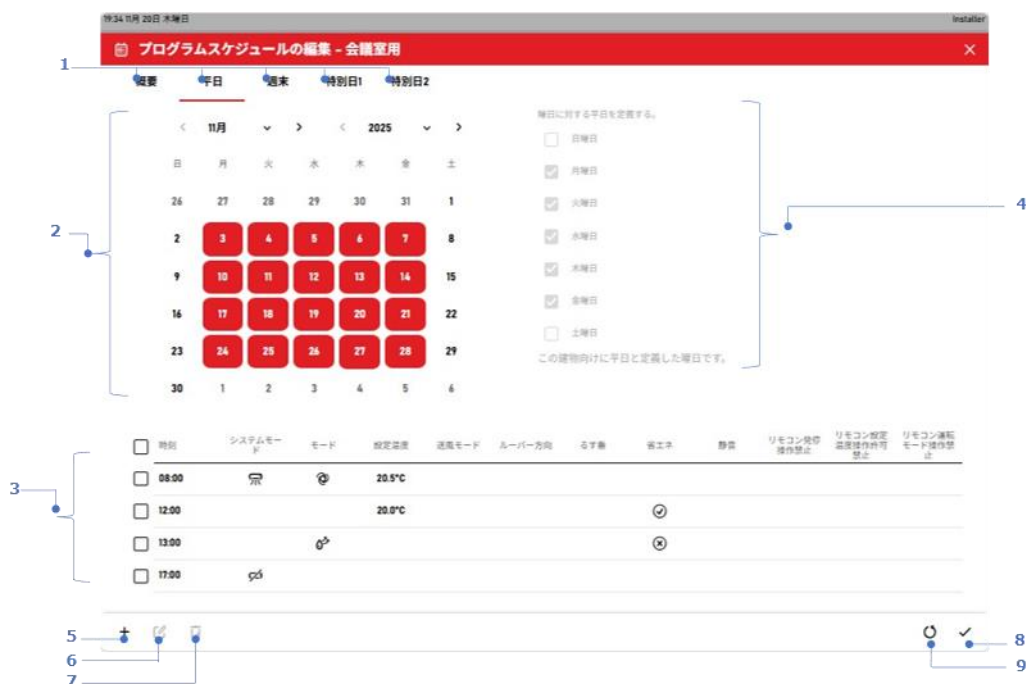 19:34 11月 20日 木曜日
Installer
プログラムスケジュールの編集 – 会議室用
1
概要 平日 週末 特別日1 特別日2
11月 2025
日 月 火 水 木 金 土
26 27 28 29 30 31 1
2 3 4 5 6 7 8
9 10 11 12 13 14 15
16 17 18 19 20 21 22
23 24 25 26 27 28 29
30 1 2 3 4 5 6
2
曜日に対する平日を定義する。
日曜日
月曜日
火曜日
水曜日
木曜日
金曜日
土曜日
この建物向けに平日と定義した曜日です。
4
時刻 システムモード モード 設定温度 送風モード ルーバー方向 るす番 省エネ 静音 リモコン発停操作禁止 リモコン設定温度操作許可禁止 リモコン運転モード操作禁止
08:00 20.5°C
12:00 20.0°C
13:00
17:00
3
5
6
7
8
9